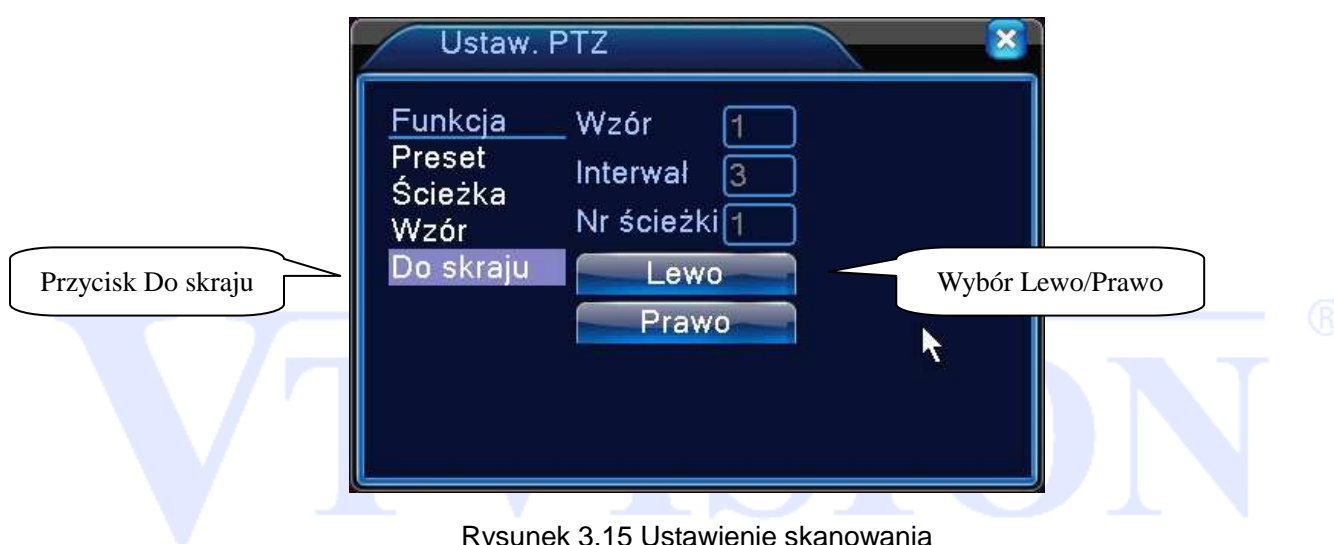 Ustaw. PTZ
Funkcja
Preset
Ścieżka
Wzór
Do skraju
Wzór 1
Interwał 3
Nr ścieżki 1
Lewo
Prawo
Przycisk Do skraju
Wybór Lewo/Prawo
VTVISION ®
Rysunek 3.15 Ustawienie skanowania